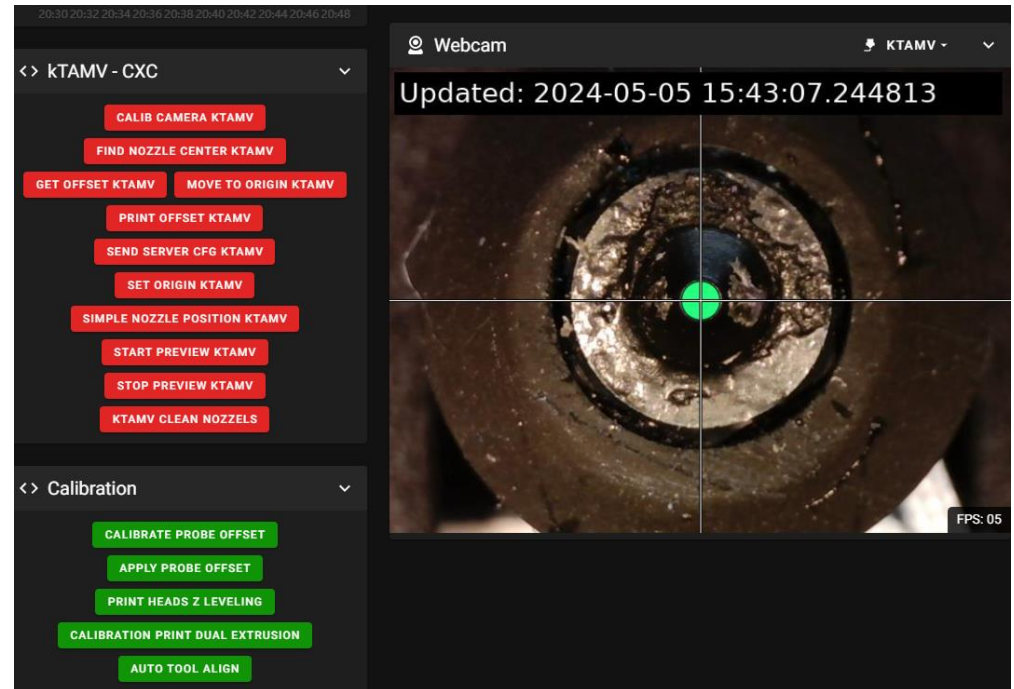 20:30 20:32 20:34 20:36 20:38 20:40 20:42 20:44 20:46 20:48
<> kTAMV - CXC
CALIB CAMERA KTAMV
FIND NOZZLE CENTER KTAMV
GET OFFSET KTAMV MOVE TO ORIGIN KTAMV
PRINT OFFSET KTAMV
SEND SERVER CFG KTAMV
SET ORIGIN KTAMV
SIMPLE NOZZLE POSITION KTAMV
START PREVIEW KTAMV
STOP PREVIEW KTAMV
KTAMV CLEAN NOZZELS
<> Calibration
CALIBRATE PROBE OFFSET
APPLY PROBE OFFSET
PRINT HEADS Z LEVELING
CALIBRATION PRINT DUAL EXTRUSION
AUTO TOOL ALIGN
Webcam KTAMV
Updated: 2024-05-05 15:43:07.244813
FPS: 05